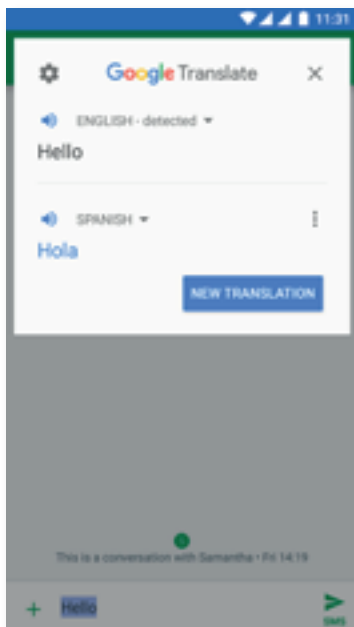 11:31
Google Translate
ENGLISH - detected
Hello
SPANISH
Hola
NEW TRANSLATION
This is a conversation with Samantha • Fri 14:19
Hello
SMS